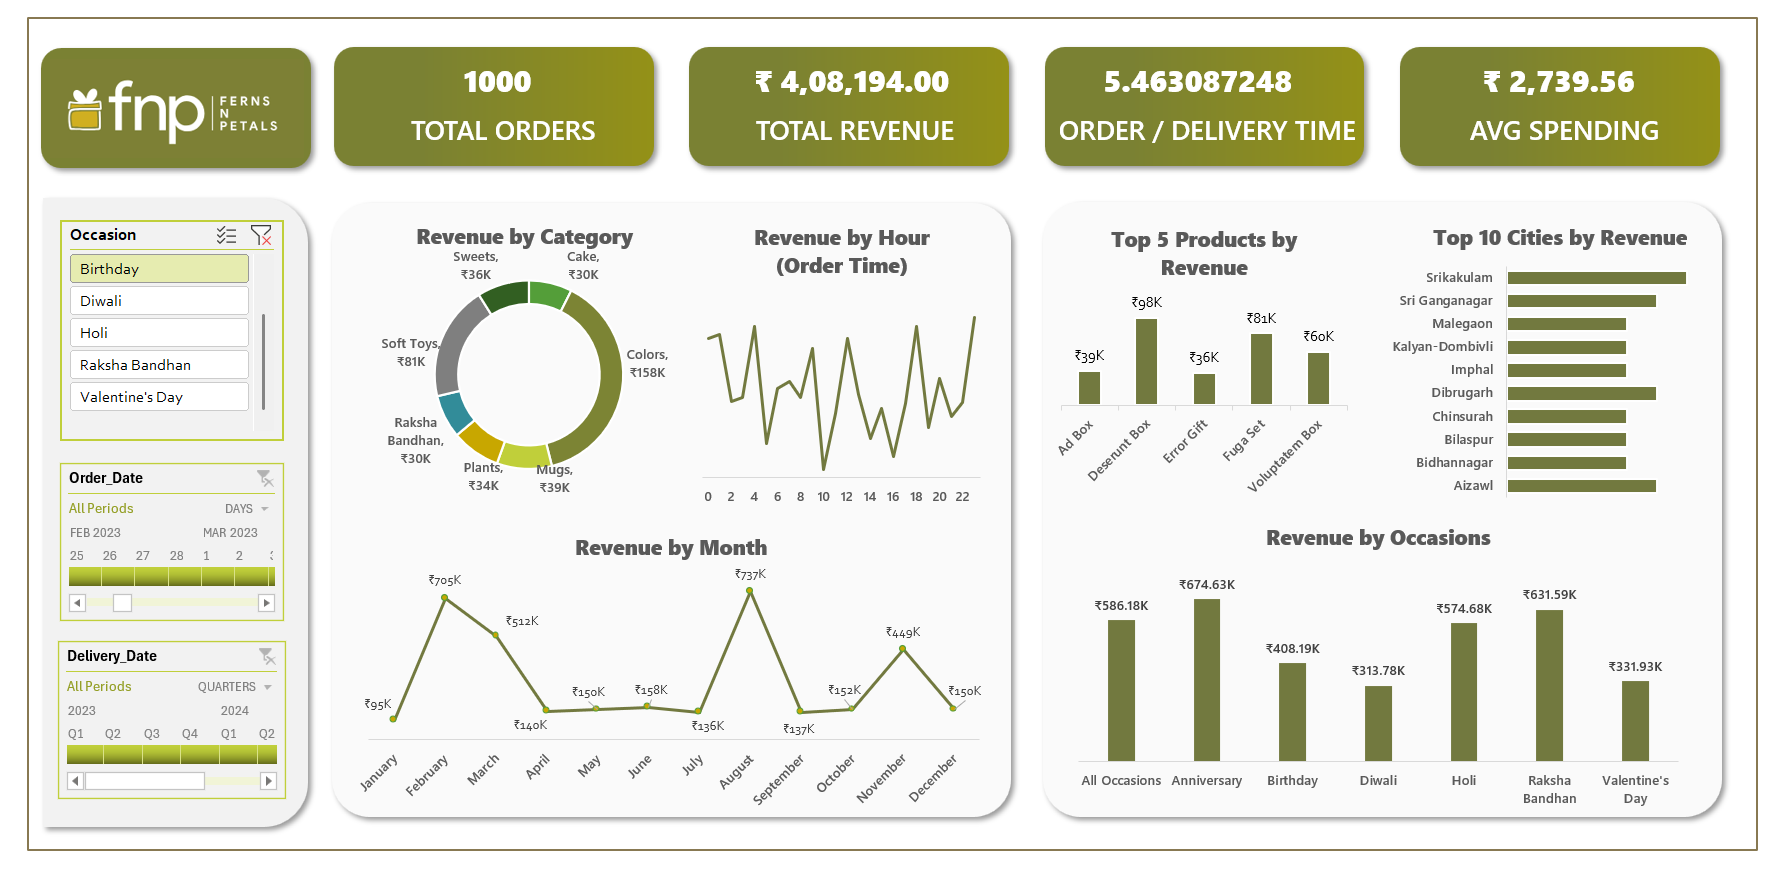 fnp
FERNS
N
PETALS
1000
TOTAL ORDERS
₹ 4,08,194.00
TOTAL REVENUE
5.463087248
ORDER / DELIVERY TIME
₹ 2,739.56
AVG SPENDING
Occasion
Birthday
Diwali
Holi
Raksha Bandhan
Valentine's Day
Order_Date
All Periods
DAYS
FEB 2023
MAR 2023
25 26 27 28 1 2
Delivery_Date
All Periods
QUARTERS
2023
2024
Q1 Q2 Q3 Q4 Q1 Q2
Revenue by Category
Sweets,
₹36K
Cake,
₹30K
Soft Toys,
₹81K
Colors,
₹158K
Raksha
Bandhan,
₹30K
Plants,
₹34K
Mugs,
₹39K
Revenue by Hour
(Order Time)
0 2 4 6 8 10 12 14 16 18 20 22
Revenue by Month
₹95K
₹705K
₹512K
₹140K
₹150K
₹158K
₹136K
₹737K
₹137K
₹152K
₹449K
₹150K
January
February
March
April
May
June
July
August
September
October
November
December
Top 5 Products by
Revenue
₹39K
₹98K
₹36K
₹81K
₹60K
Ad Box
Deserunt Box
Error Gift
Fuga Set
Voluptatem Box
Top 10 Cities by Revenue
Srikakulam
Sri Ganganagar
Malegaon
Kalyan-Dombivli
Imphal
Dibrugarh
Chinsurah
Bilaspur
Bidhannagar
Aizawl
Revenue by Occasions
₹586.18K
₹674.63K
₹408.19K
₹313.78K
₹574.68K
₹631.59K
₹331.93K
All Occasions
Anniversary
Birthday
Diwali
Holi
Raksha
Bandhan
Valentine's
Day